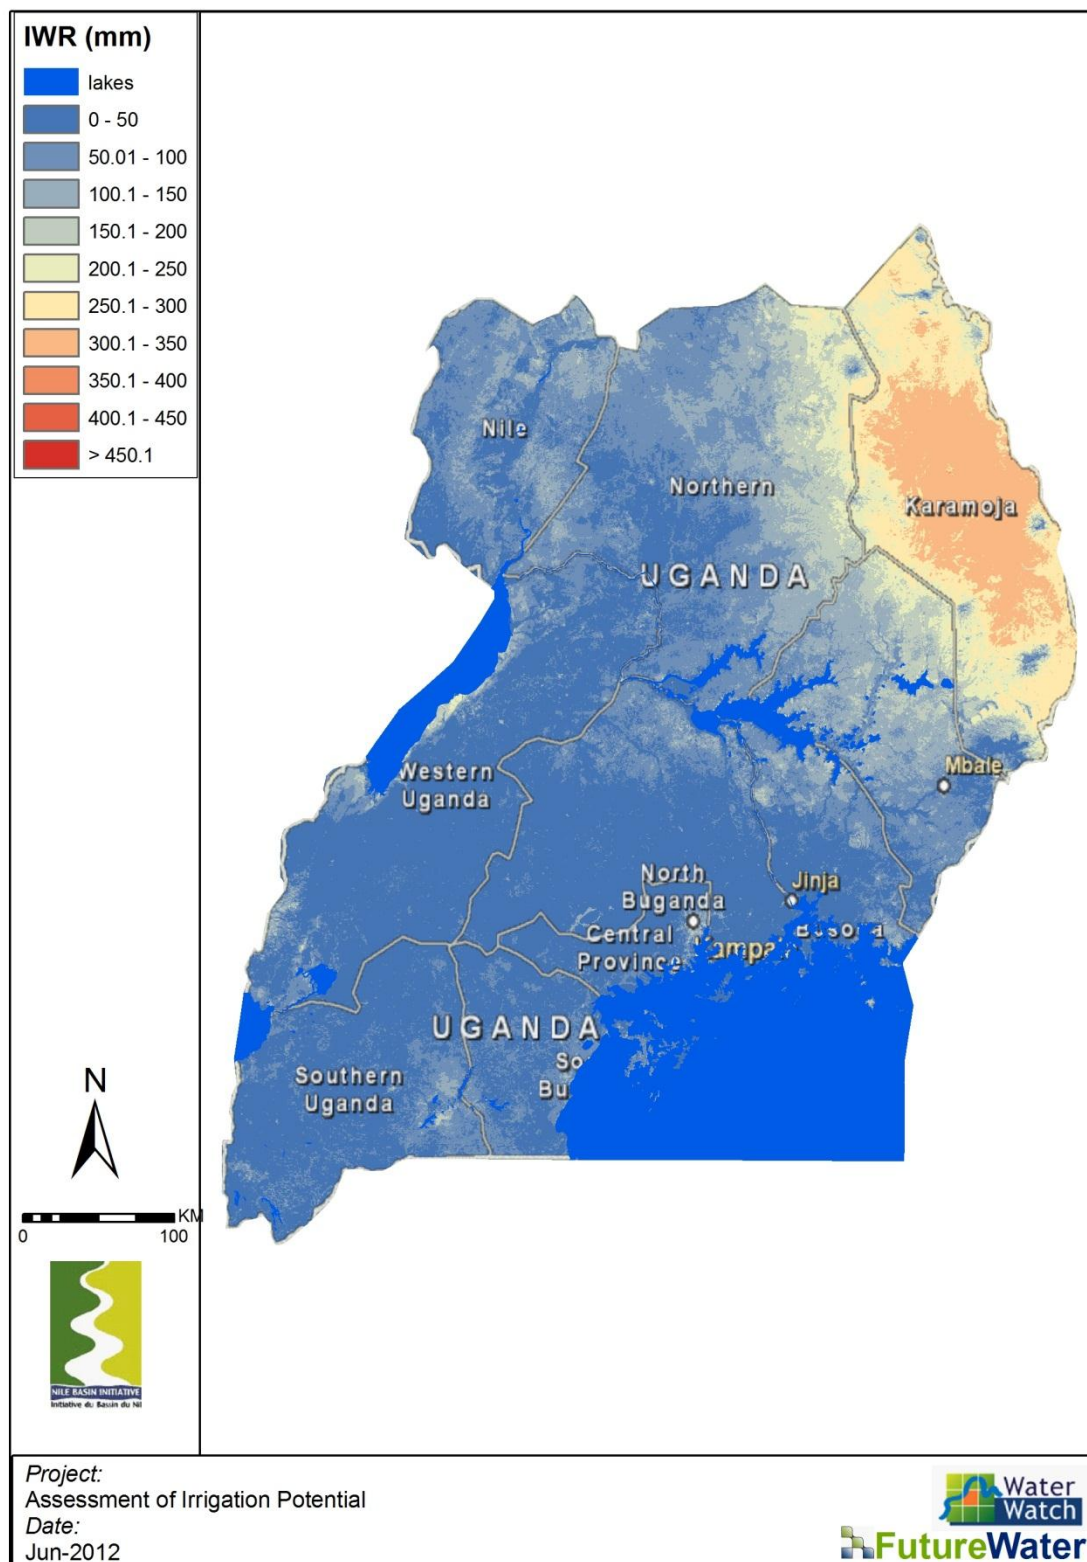 IWR (mm)
lakes
0 - 50
50.01 - 100
100.1 - 150
150.1 - 200
200.1 - 250
250.1 - 300
300.1 - 350
350.1 - 400
400.1 - 450
> 450.1
Nile
Northern
Karamoja
UGANDA
Western
Uganda
Mbale
North
Buganda
Jinja
Central
Province
UGANDA
Southern
Uganda
N
KM
0 100
NILE BASIN INITIATIVE
Initiative du Bassin du Nil
Project:
Assessment of Irrigation Potential
Date:
Jun-2012
Water
Watch
FutureWater